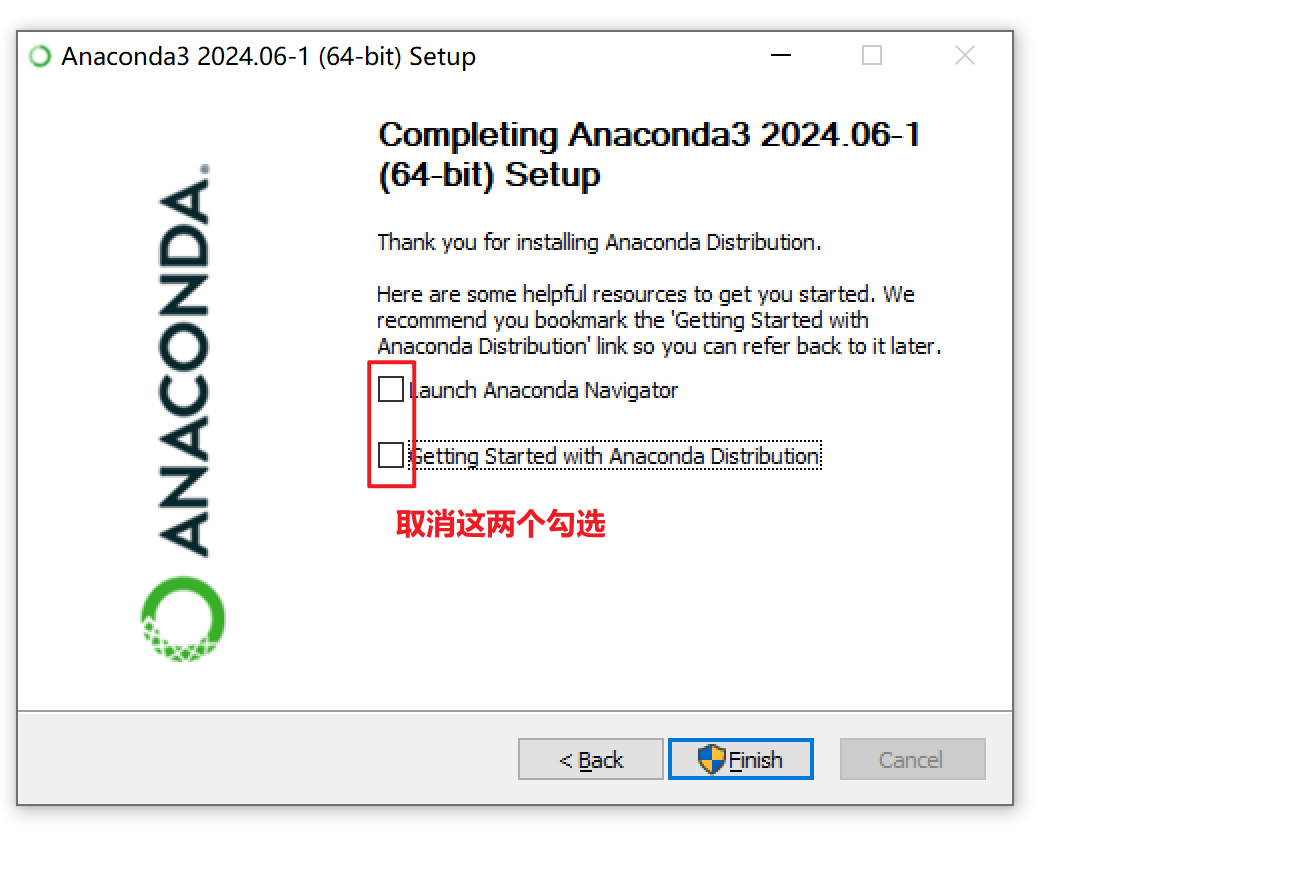 Anaconda3 2024.06-1 (64-bit) Setup
ANACONDA.
Completing Anaconda3 2024.06-1
(64-bit) Setup
Thank you for installing Anaconda Distribution.
Here are some helpful resources to get you started. We
recommend you bookmark the 'Getting Started with
Anaconda Distribution' link so you can refer back to it later.
Launch Anaconda Navigator
Getting Started with Anaconda Distribution
取消这两个勾选
< Back
Finish
Cancel